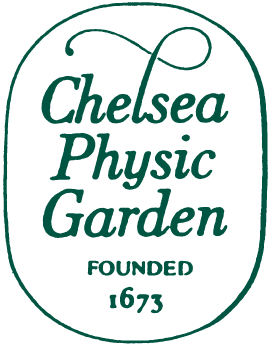 Chelsea
Physic
Garden
FOUNDED
1673